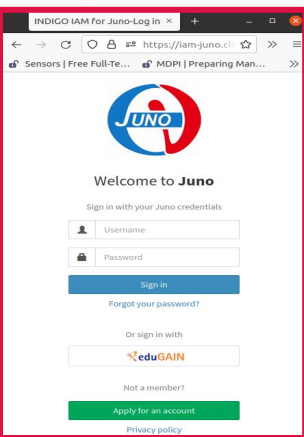 INDIGO IAM for Juno-Log in
https://iam-juno.cl
Sensors | Free Full-Te... MDPI | Preparing Man...
JUNO
Welcome to Juno
Sign in with your Juno credentials
Username
Password
Sign in
Forgot your password?
Or sign in with
eduGAIN
Not a member?
Apply for an account
Privacy policy